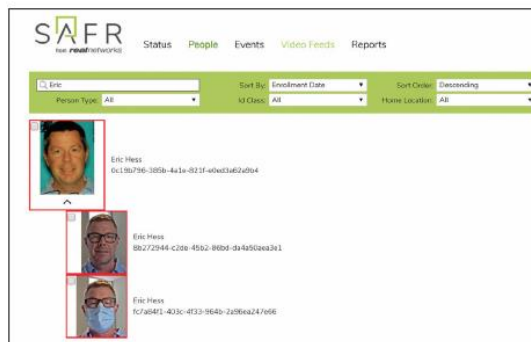 SAFR
from realnetworks
Status People Events Video Feeds Reports
Eric
Sort By: Enrollment Date
Sort Order: Descending
Person Type: All
Id Class: All
Home Location: All
Eric Hess
0c19b796-385b-4a1e-821f-e0ed3a62a9b4
Eric Hess
8b272944-c2de-45b2-86bd-da4a50aea3e1
Eric Hess
fc7a84f1-403c-4f33-964b-2a96ea247e66